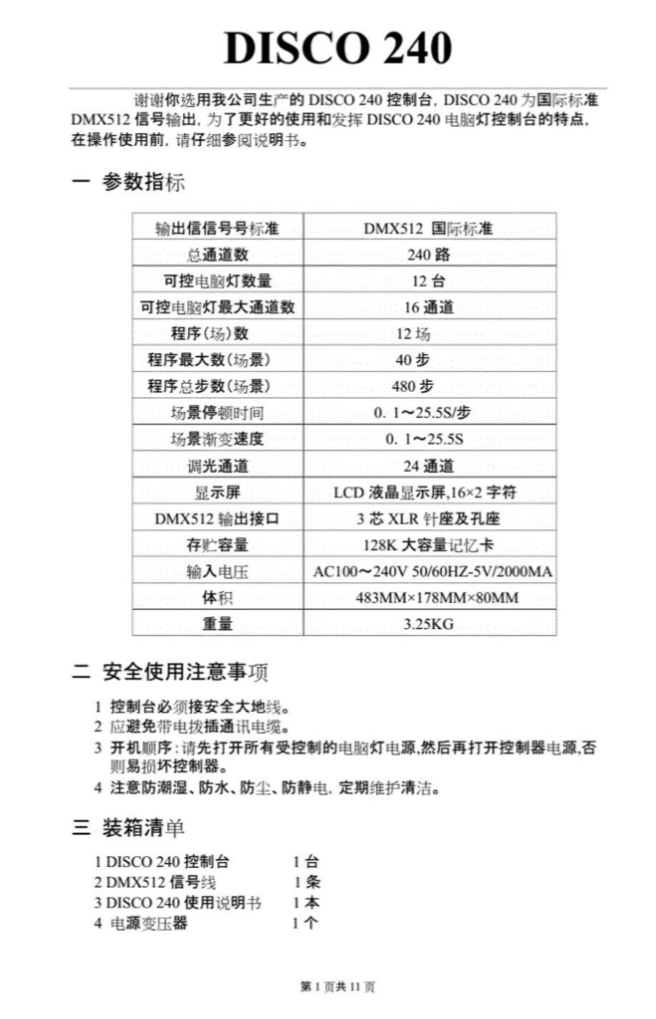 DISCO 240
谢谢你选用我公司生产的 DISCO 240 控制台, DISCO 240 为国际标准
DMX512 信号输出, 为了更好的使用和发挥 DISCO 240 电脑灯控制台的特点,
在操作使用前, 请仔细参阅说明书。
一 参数指标
输出信信号号标准 DMX512 国际标准
总通道数 240 路
可控电脑灯数量 12 台
可控电脑灯最大通道数 16 通道
程序(场)数 12 场
程序最大数(场景) 40 步
程序总步数(场景) 480 步
场景停顿时间 0. 1～25.5S/步
场景渐变速度 0. 1～25.5S
调光通道 24 通道
显示屏 LCD 液晶显示屏,16×2 字符
DMX512 输出接口 3 芯 XLR 针座及孔座
存贮容量 128K 大容量记忆卡
输入电压 AC100～240V 50/60HZ-5V/2000MA
体积 483MM×178MM×80MM
重量 3.25KG
二 安全使用注意事项
1 控制台必须接安全大地线。
2 应避免带电拨插通讯电缆。
3 开机顺序:请先打开所有受控制的电脑灯电源,然后再打开控制器电源,否
则易损坏控制器。
4 注意防潮湿、防水、防尘、防静电, 定期维护清洁。
三 装箱清单
1 DISCO 240 控制台 1 台
2 DMX512 信号线 1 条
3 DISCO 240 使用说明书 1 本
4 电源变压器 1 个
第 1 页共 11 页